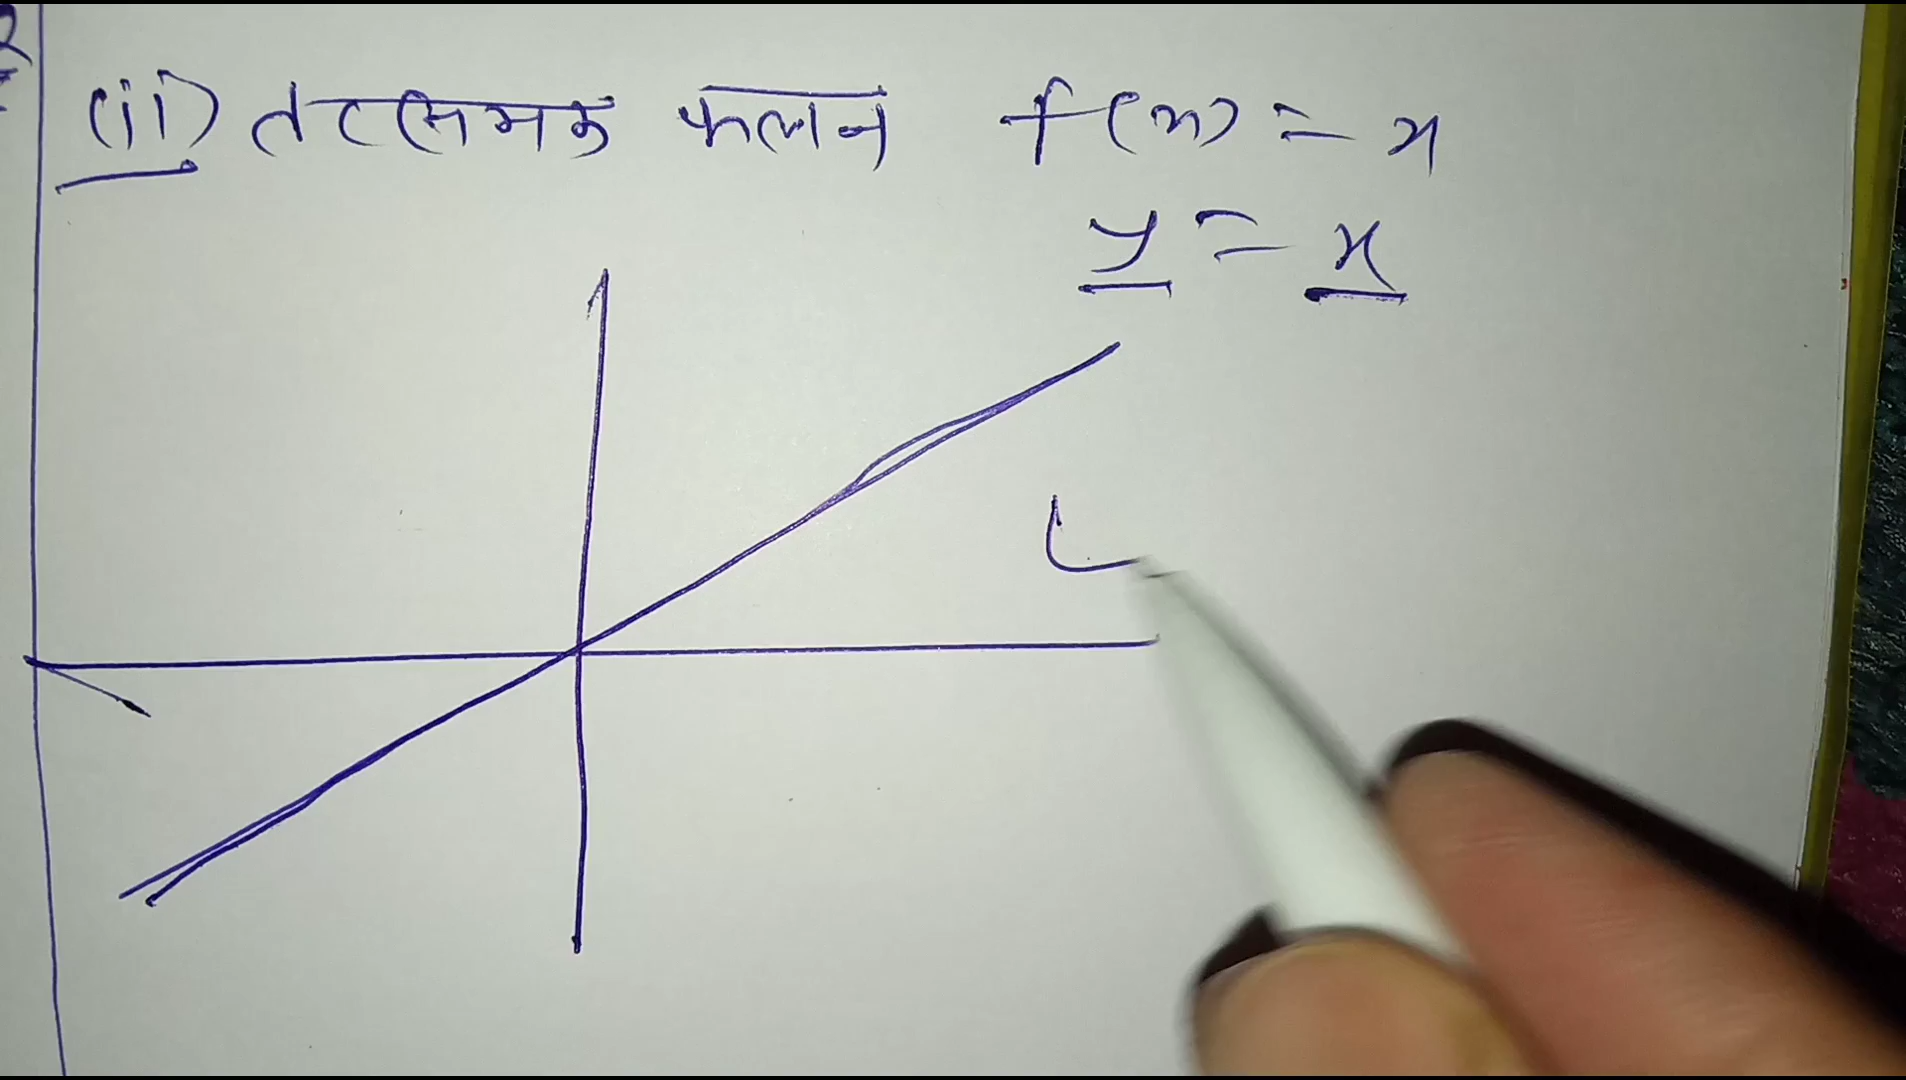 (ii) तत्समक फलन f(x) = x
y = x